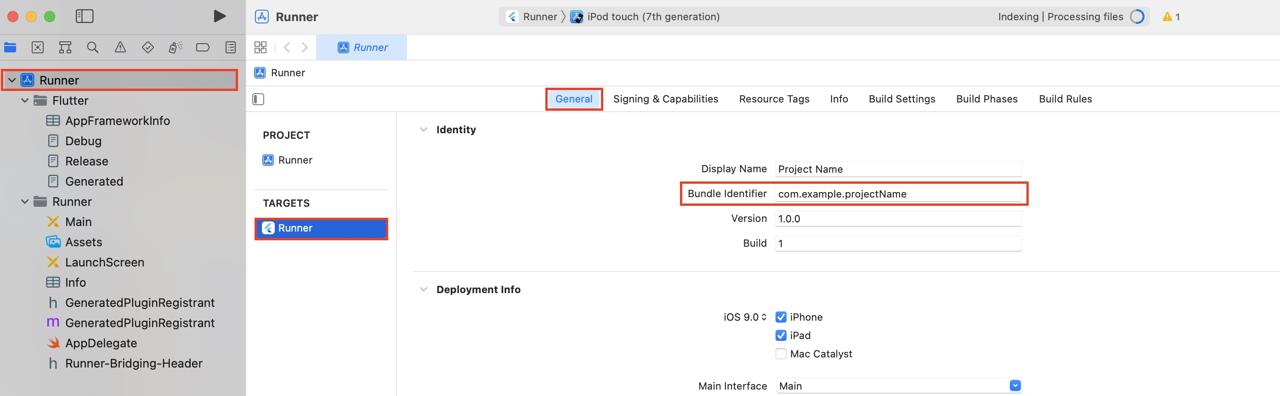 Runner
Runner iPod touch (7th generation) Indexing | Processing files 1
Runner
Runner
Runner
Flutter
AppFrameworkInfo
Debug
Release
Generated
Runner
Main
Assets
LaunchScreen
Info
GeneratedPluginRegistrant
GeneratedPluginRegistrant
AppDelegate
Runner-Bridging-Header
General Signing & Capabilities Resource Tags Info Build Settings Build Phases Build Rules
PROJECT
Runner
TARGETS
Runner
Identity
Display Name Project Name
Bundle Identifier com.example.projectName
Version 1.0.0
Build 1
Deployment Info
iOS 9.0 iPhone
iPad
Mac Catalyst
Main Interface Main